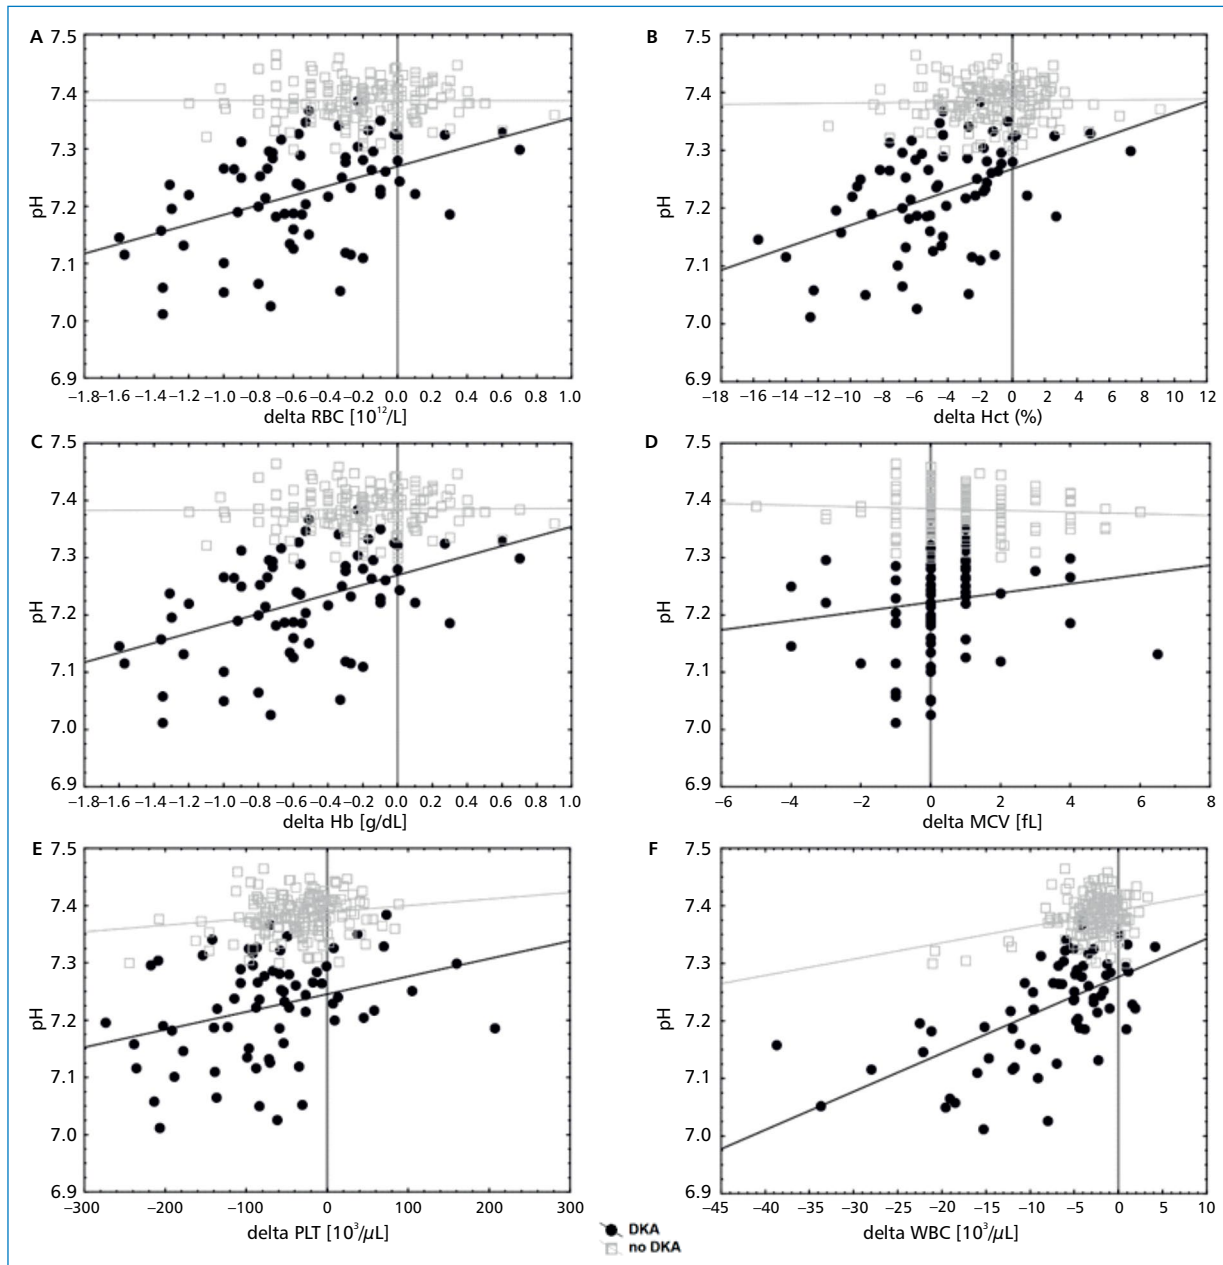 A
B
7.5
7.4
7.3
7.2
7.1
7.0
6.9
pH
−1.8 −1.6 −1.4 −1.2 −1.0 −0.8 −0.6 −0.4 −0.2 0.0 0.2 0.4 0.6 0.8 1.0
delta RBC [10¹²/L]
7.5
7.4
7.3
7.2
7.1
7.0
6.9
pH
−18 −16 −14 −12 −10 −8 −6 −4 −2 0 2 4 6 8 10 12
delta Hct (%)
C
D
7.5
7.4
7.3
7.2
7.1
7.0
6.9
pH
−1.8 −1.6 −1.4 −1.2 −1.0 −0.8 −0.6 −0.4 −0.2 0.0 0.2 0.4 0.6 0.8 1.0
delta Hb [g/dL]
7.5
7.4
7.3
7.2
7.1
7.0
6.9
pH
−6 −4 −2 0 2 4 6 8
delta MCV [fL]
E
F
7.5
7.4
7.3
7.2
7.1
7.0
6.9
pH
−300 −200 −100 0 100 200 300
delta PLT [10³/μL]
7.5
7.4
7.3
7.2
7.1
7.0
6.9
pH
−45 −40 −35 −30 −25 −20 −15 −10 −5 0 5 10
delta WBC [10³/μL]
DKA
no DKA